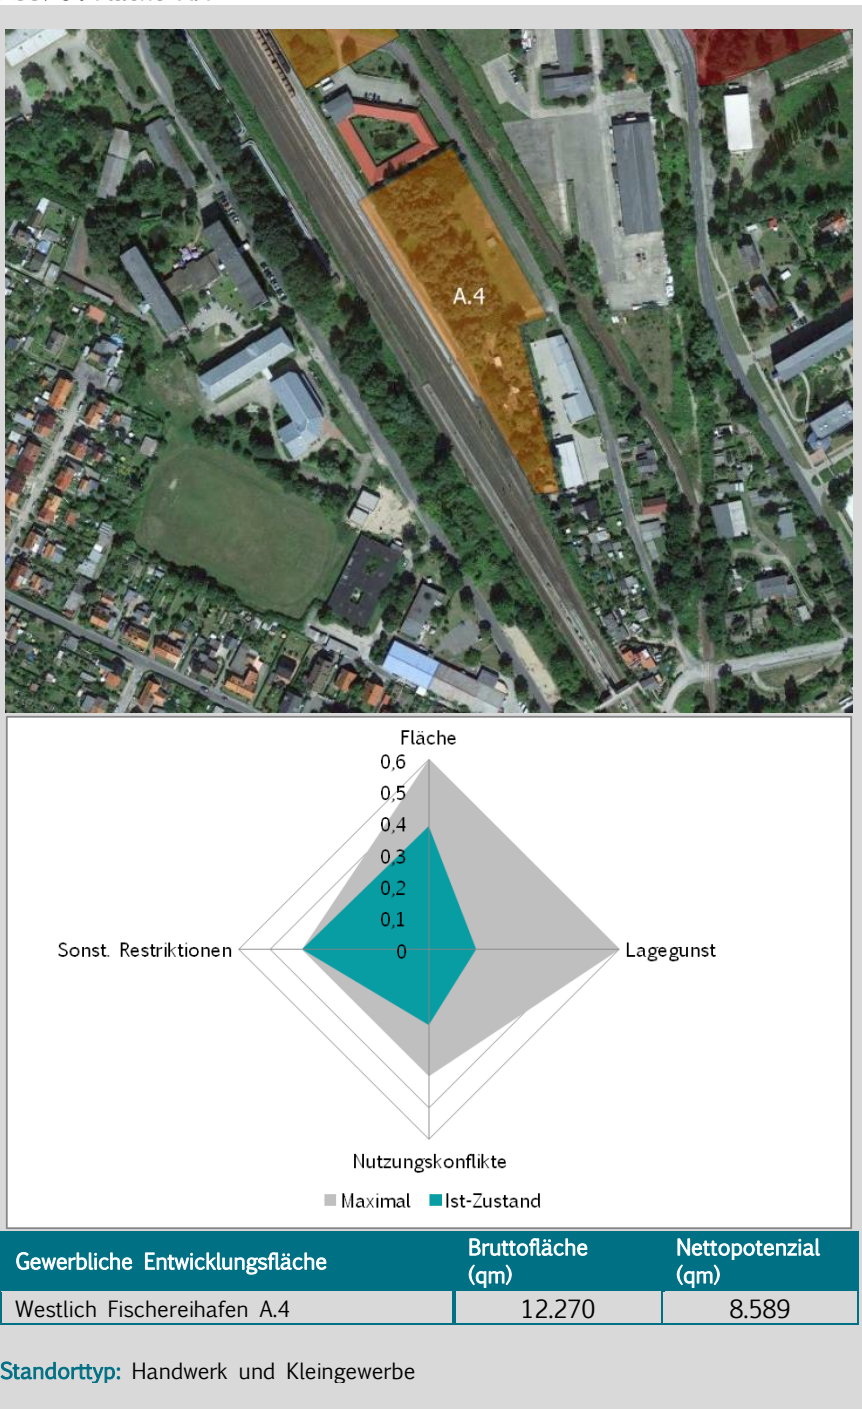 A.4
Fläche
0,6
0,5
0,4
0,3
0,2
0,1
0
Sonst. Restriktionen
Lagegunst
Nutzungskonflikte
Maximal Ist-Zustand
Gewerbliche Entwicklungsfläche Bruttofläche (qm) Nettopotenzial (qm)
Westlich Fischereihafen A.4 12.270 8.589
Standorttyp: Handwerk und Kleingewerbe